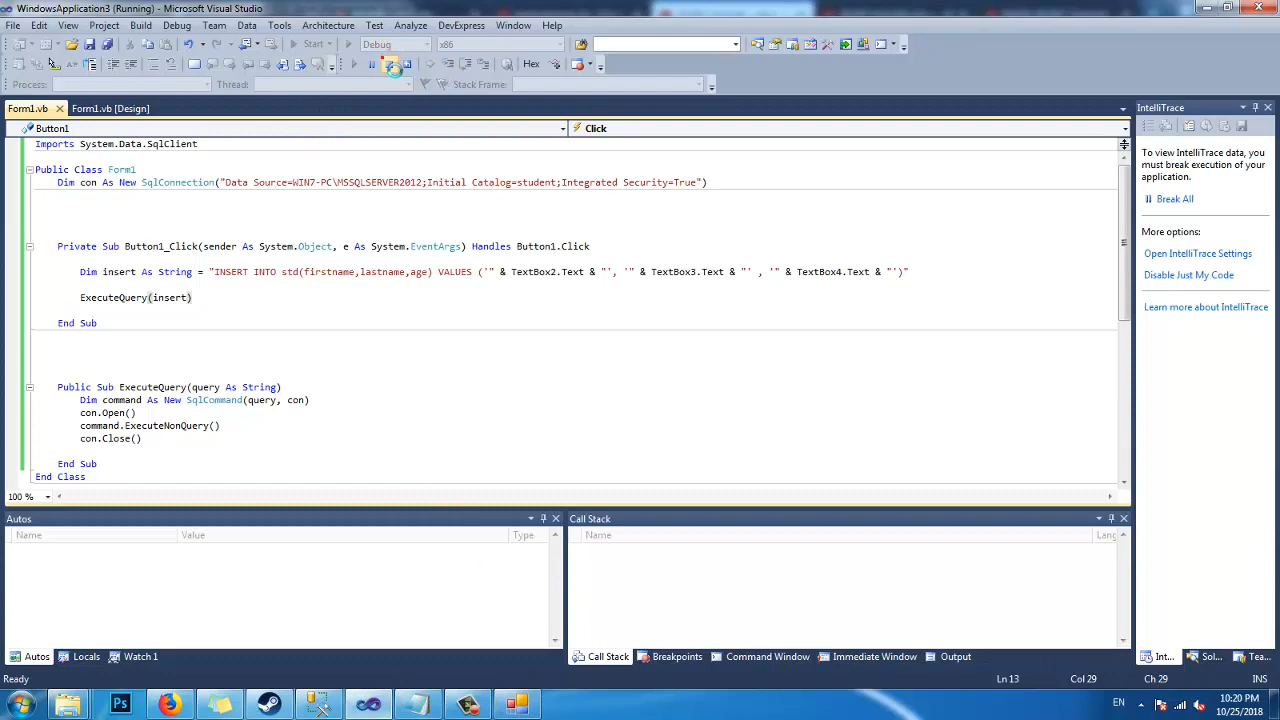 WindowsApplication3 (Running) - Microsoft Visual Studio
File Edit View Project Build Debug Team Data Tools Architecture Test Analyze DevExpress Window Help
Start Debug x86
Hex
Process: Thread: Stack Frame:
Form1.vb Form1.vb [Design]
Button1 Click
Imports System.Data.SqlClient
Public Class Form1
Dim con As New SqlConnection("Data Source=WIN7-PC\MSSQLSERVER2012;Initial Catalog=student;Integrated Security=True")
Private Sub Button1_Click(sender As System.Object, e As System.EventArgs) Handles Button1.Click
Dim insert As String = "INSERT INTO std(firstname,lastname,age) VALUES ('" & TextBox2.Text & "', '" & TextBox3.Text & "' , '" & TextBox4.Text & "')"
ExecuteQuery(insert)
End Sub
Public Sub ExecuteQuery(query As String)
Dim command As New SqlCommand(query, con)
con.Open()
command.ExecuteNonQuery()
con.Close()
End Sub
End Class
100 %
IntelliTrace
To view IntelliTrace data, you
must break execution of your
application.
Break All
More options:
Open IntelliTrace Settings
Disable Just My Code
Learn more about IntelliTrace
Autos
Name Value Type
Call Stack
Name Lang
Autos Locals Watch 1
Call Stack Breakpoints Command Window Immediate Window Output
Int... Sol... Tea...
Ready Ln 13 Col 29 Ch 29 INS
Ps EN 10:20 PM
10/25/2018